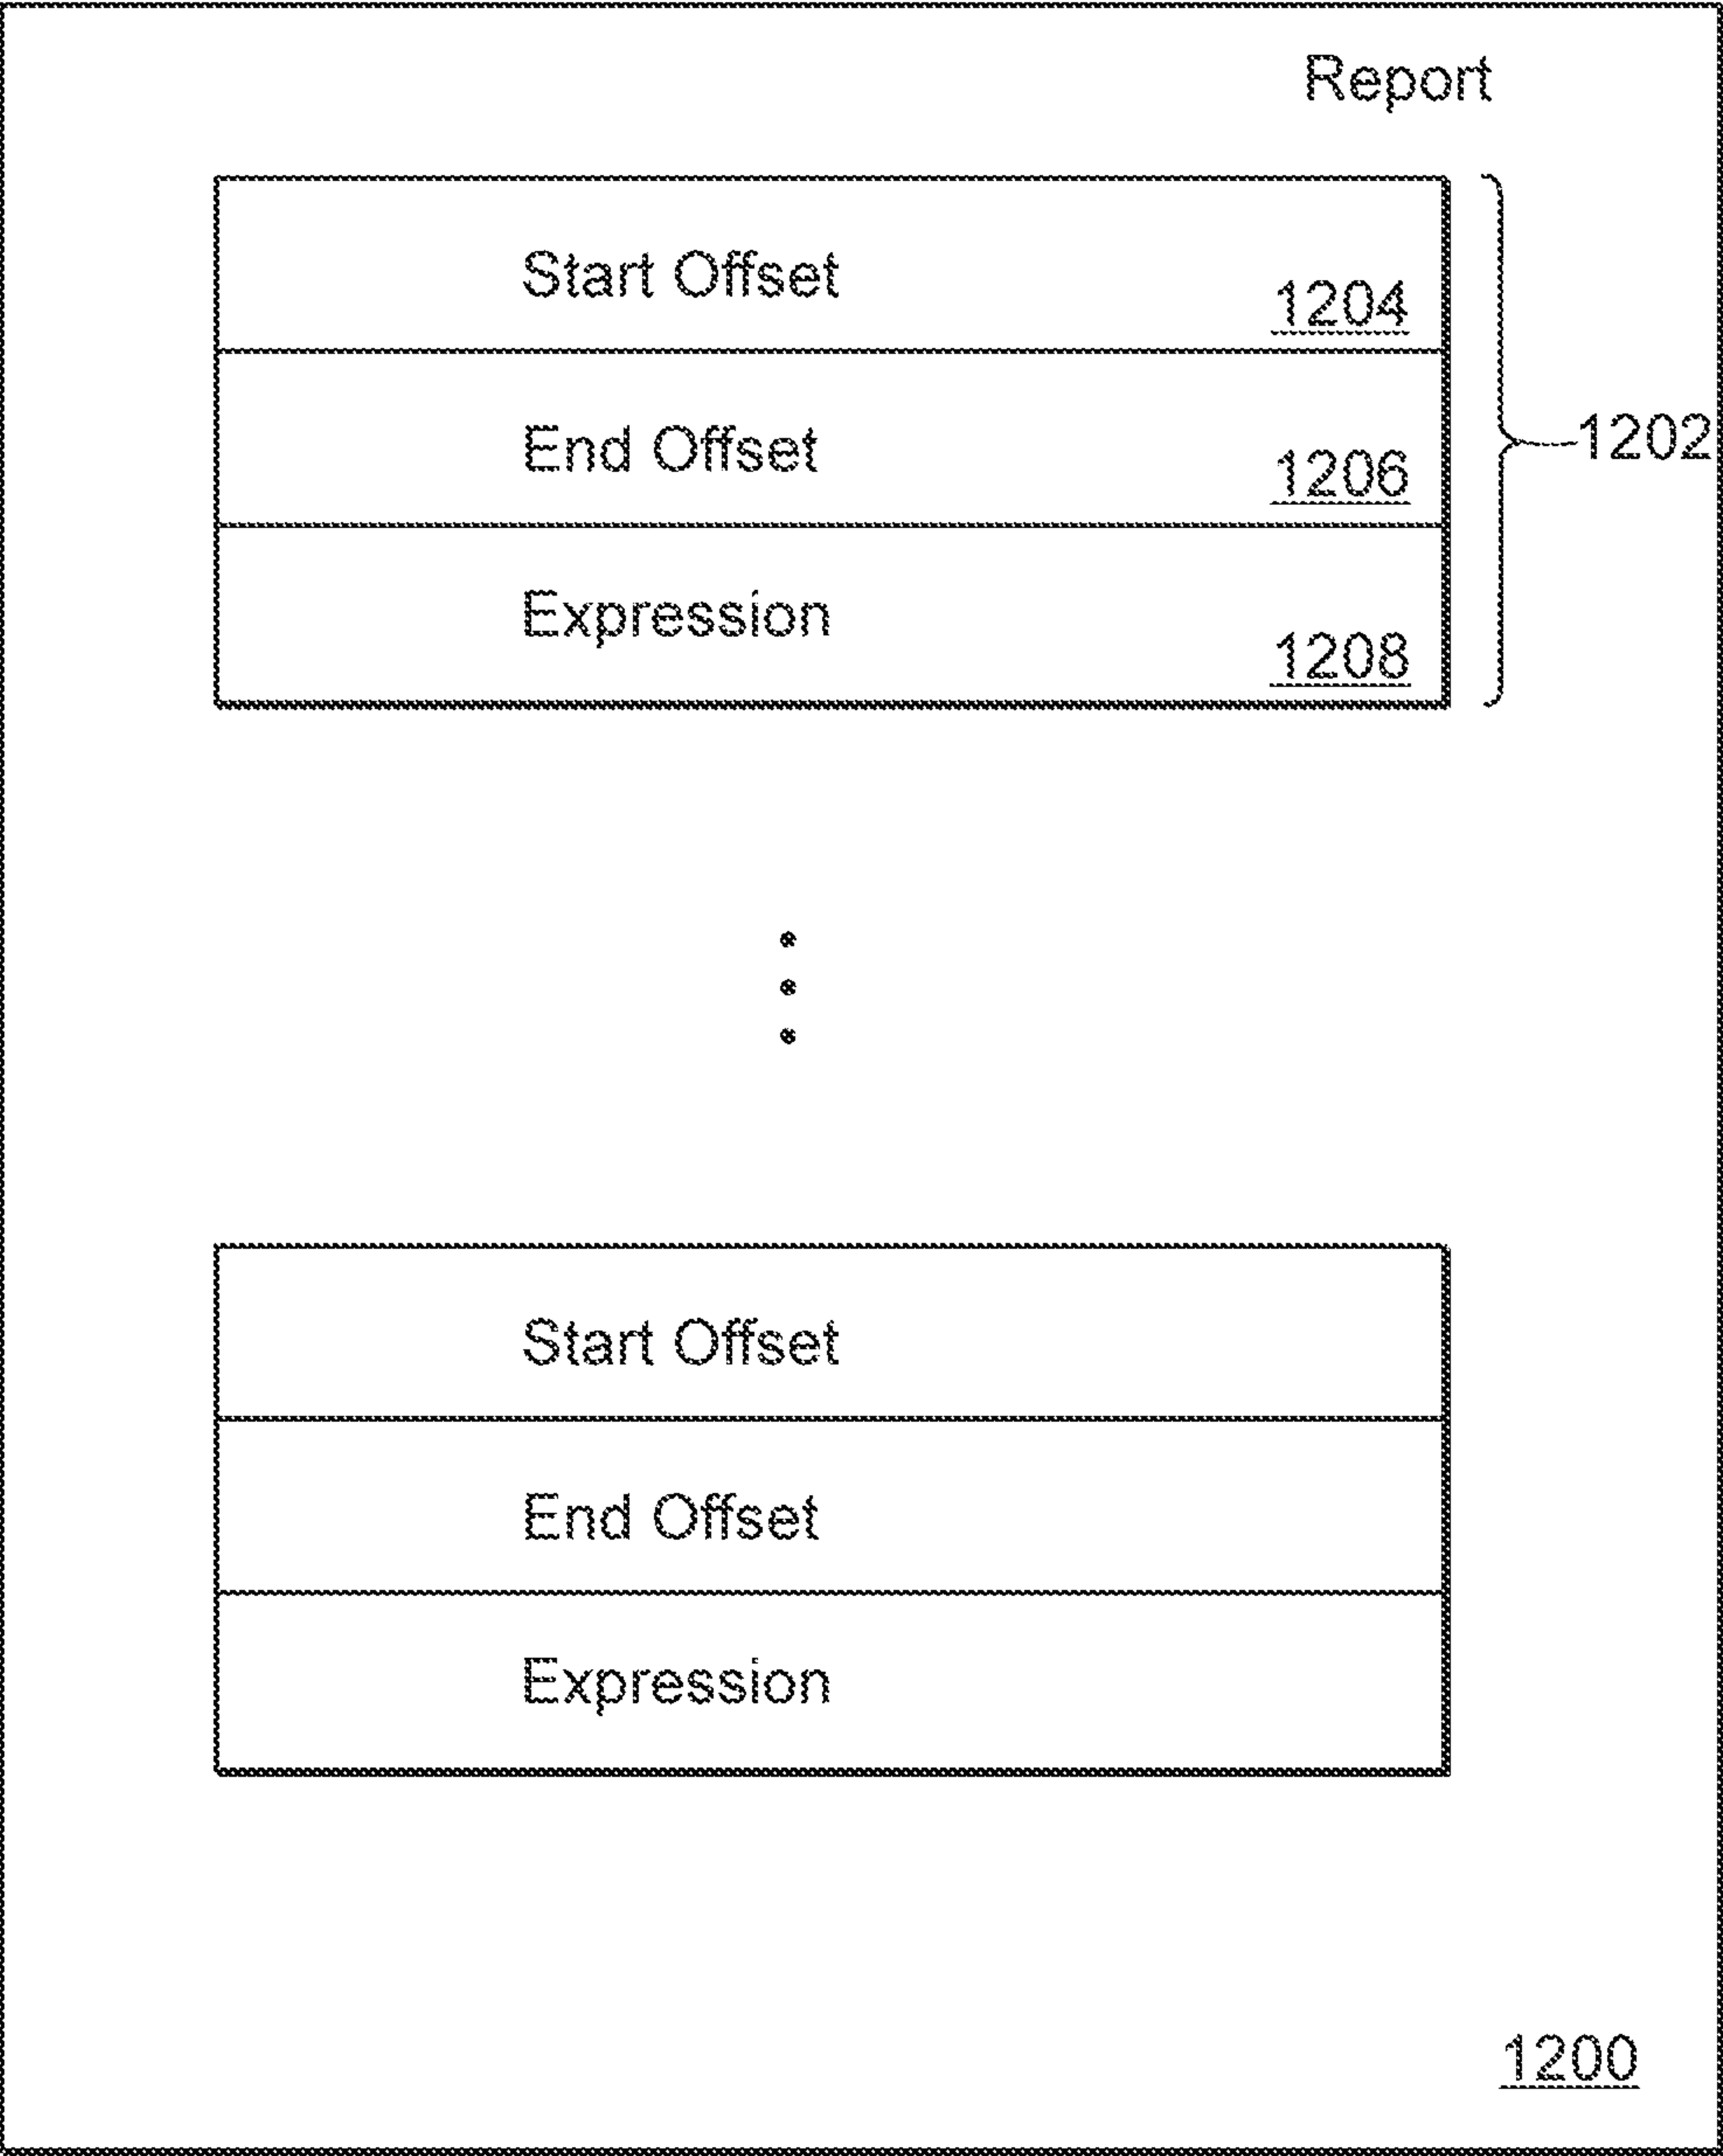 Report
Start Offset
1204
End Offset
1206
1202
Expression
1208
Start Offset
End Offset
Expression
1200